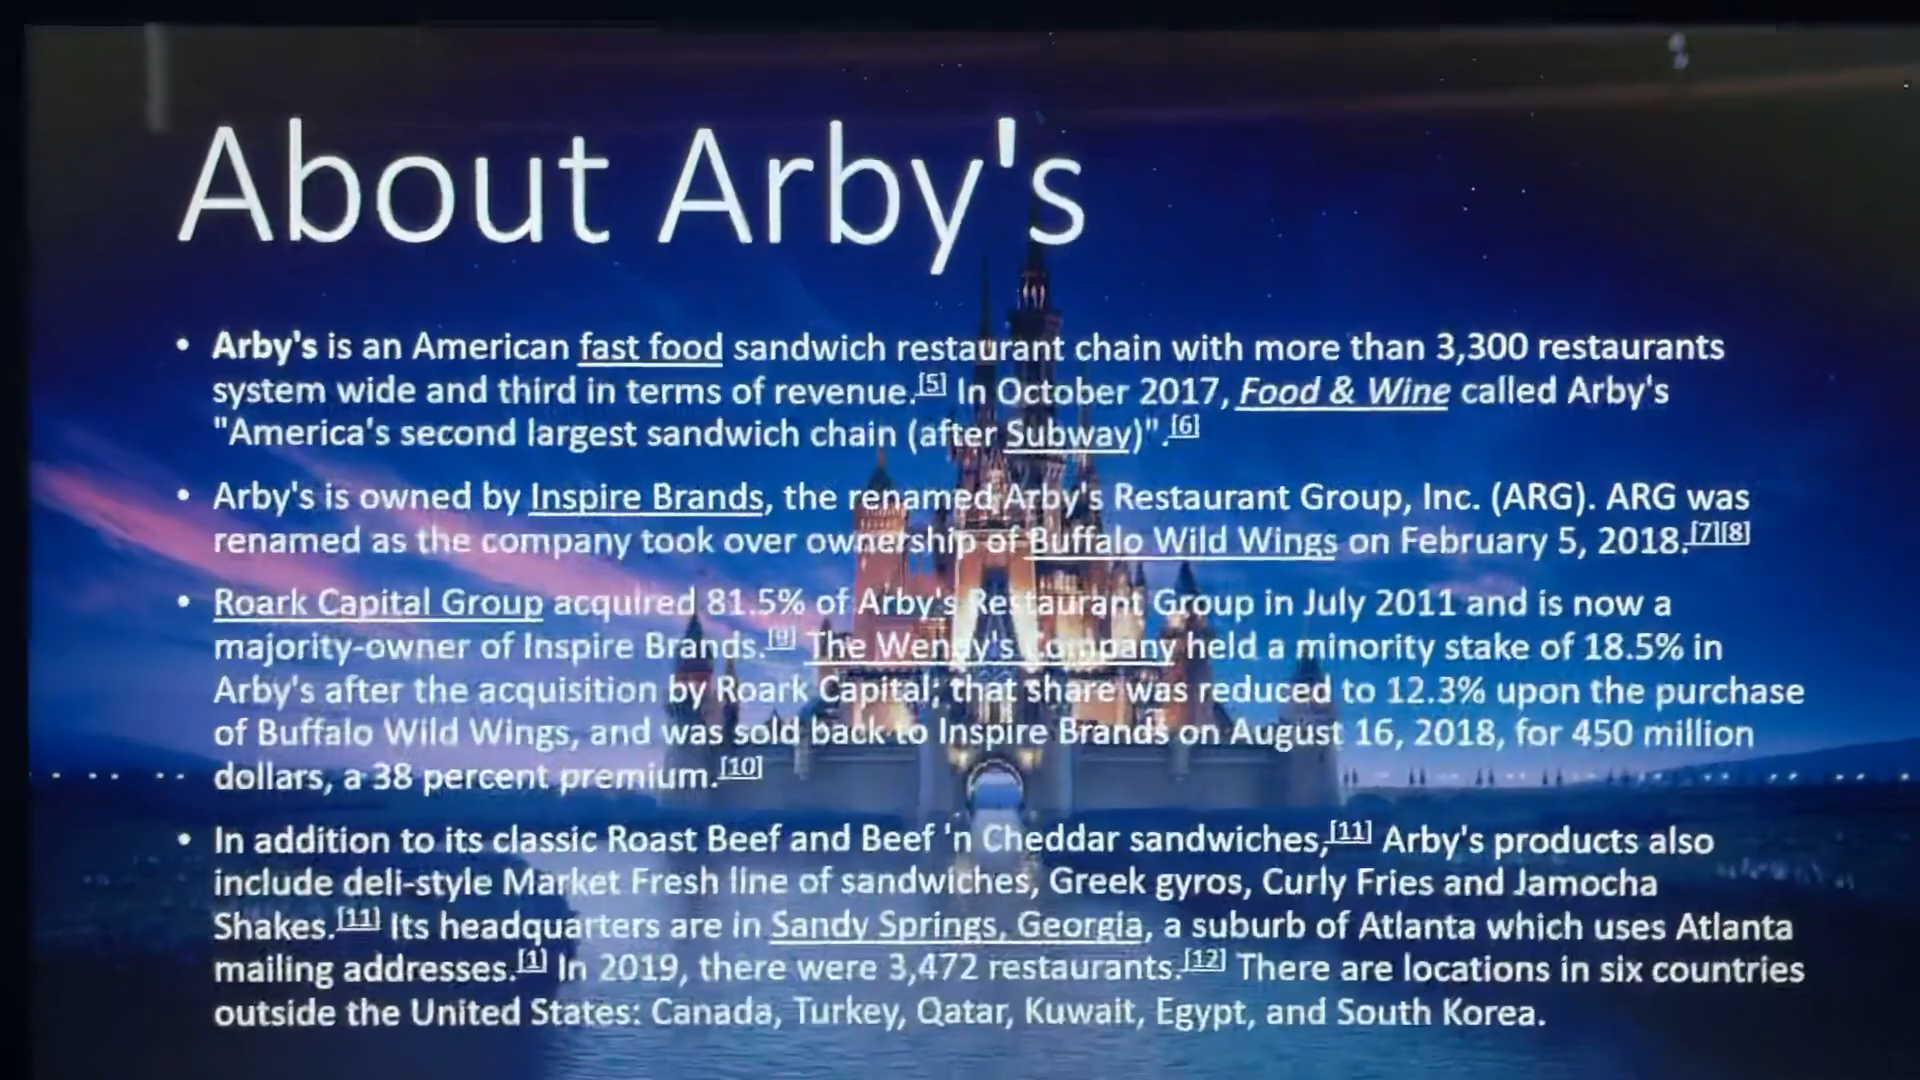 About Arby's
• Arby's is an American fast food sandwich restaurant chain with more than 3,300 restaurants
system wide and third in terms of revenue.[5] In October 2017, Food & Wine called Arby's
"America's second largest sandwich chain (after Subway)".[6]
• Arby's is owned by Inspire Brands, the renamed Arby's Restaurant Group, Inc. (ARG). ARG was
renamed as the company took over ownership of Buffalo Wild Wings on February 5, 2018.[7][8]
• Roark Capital Group acquired 81.5% of Arby's Restaurant Group in July 2011 and is now a
majority-owner of Inspire Brands.[9] The Wendy's Company held a minority stake of 18.5% in
Arby's after the acquisition by Roark Capital; that share was reduced to 12.3% upon the purchase
of Buffalo Wild Wings, and was sold back to Inspire Brands on August 16, 2018, for 450 million
dollars, a 38 percent premium.[10]
• In addition to its classic Roast Beef and Beef 'n Cheddar sandwiches,[11] Arby's products also
include deli-style Market Fresh line of sandwiches, Greek gyros, Curly Fries and Jamocha
Shakes.[11] Its headquarters are in Sandy Springs, Georgia, a suburb of Atlanta which uses Atlanta
mailing addresses.[1] In 2019, there were 3,472 restaurants.[12] There are locations in six countries
outside the United States: Canada, Turkey, Qatar, Kuwait, Egypt, and South Korea.